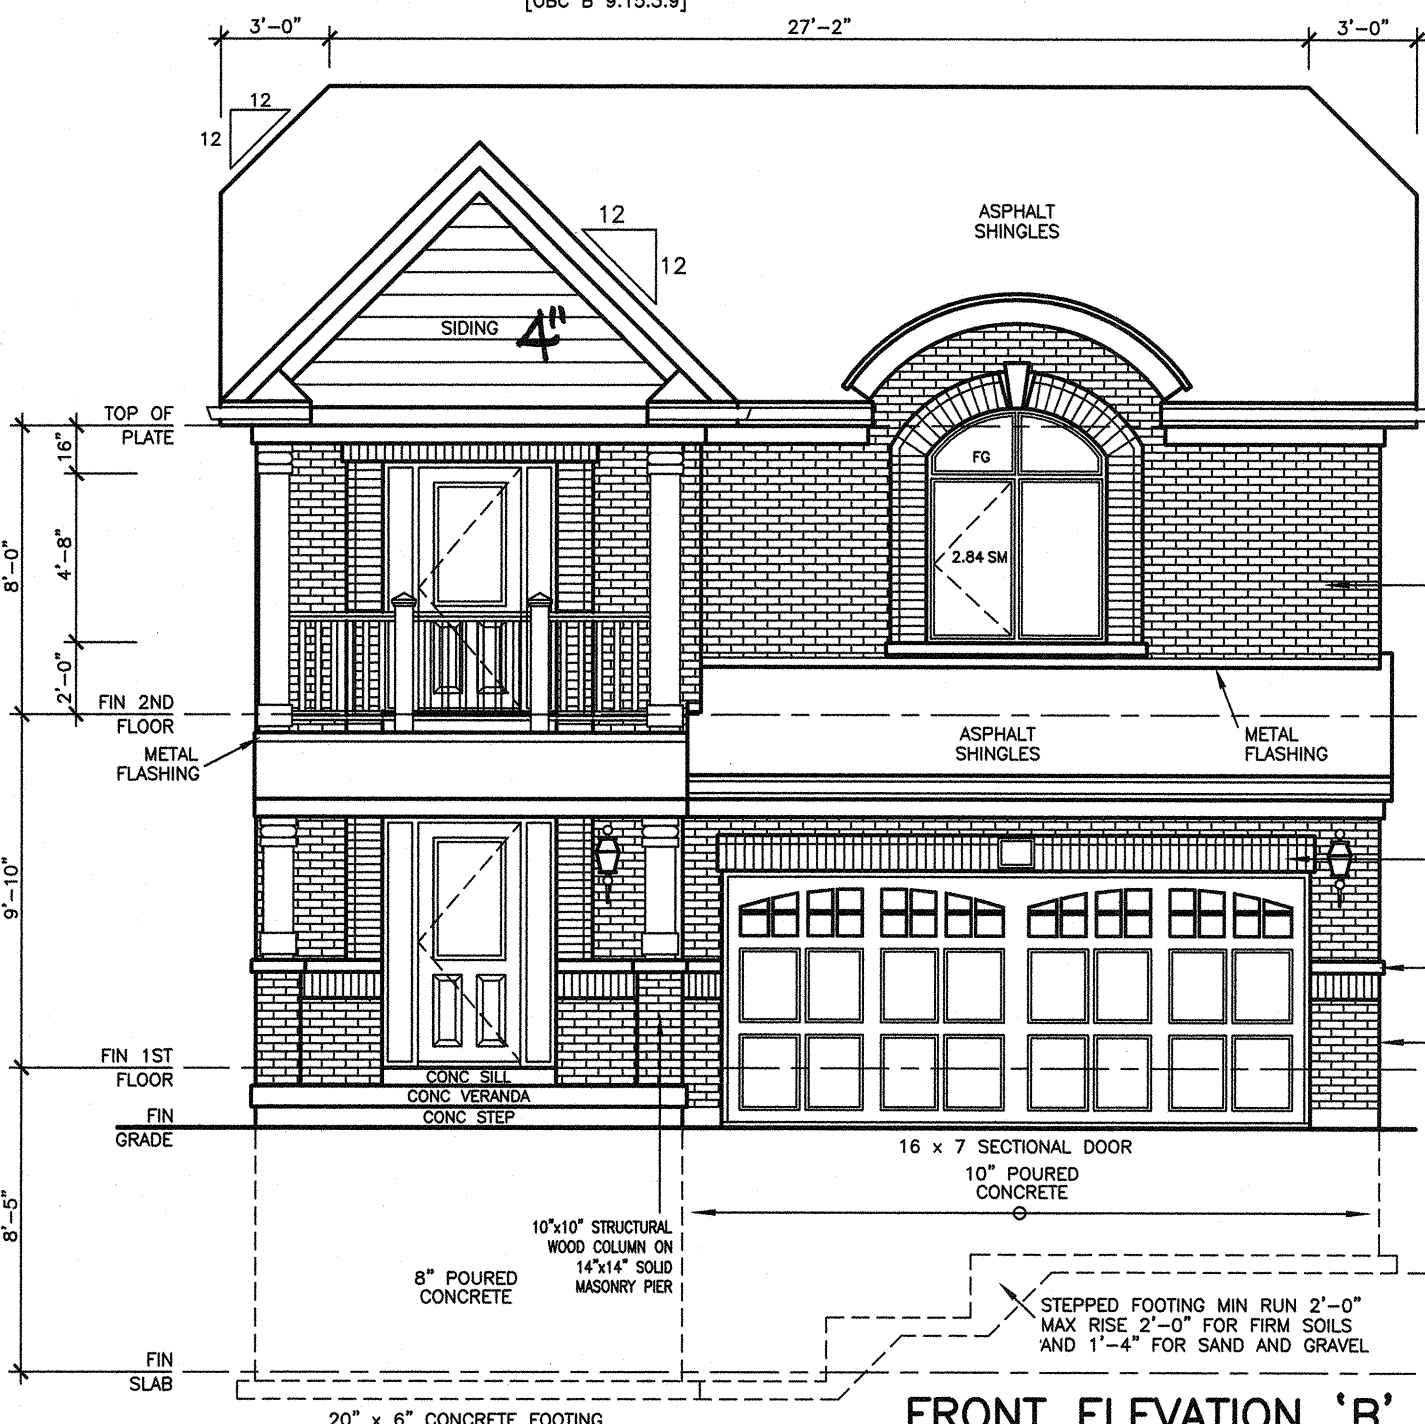 [OBC B 9.15.3.9]
3'-0"
27'-2"
3'-0"
12
12
12
12
ASPHALT
SHINGLES
SIDING
4"
TOP OF
PLATE
16"
FG
8'-0"
4'-8"
2.84 SM
2'-0"
FIN 2ND
FLOOR
METAL
FLASHING
ASPHALT
SHINGLES
METAL
FLASHING
9'-10"
FIN 1ST
FLOOR
CONC SILL
CONC VERANDA
CONC STEP
FIN
GRADE
16 x 7 SECTIONAL DOOR
10" POURED
CONCRETE
8'-5"
10"x10" STRUCTURAL
WOOD COLUMN ON
14"x14" SOLID
MASONRY PIER
8" POURED
CONCRETE
STEPPED FOOTING MIN RUN 2'-0"
MAX RISE 2'-0" FOR FIRM SOILS
AND 1'-4" FOR SAND AND GRAVEL
FIN
SLAB
20" x 6" CONCRETE FOOTING
FRONT ELEVATION 'B'